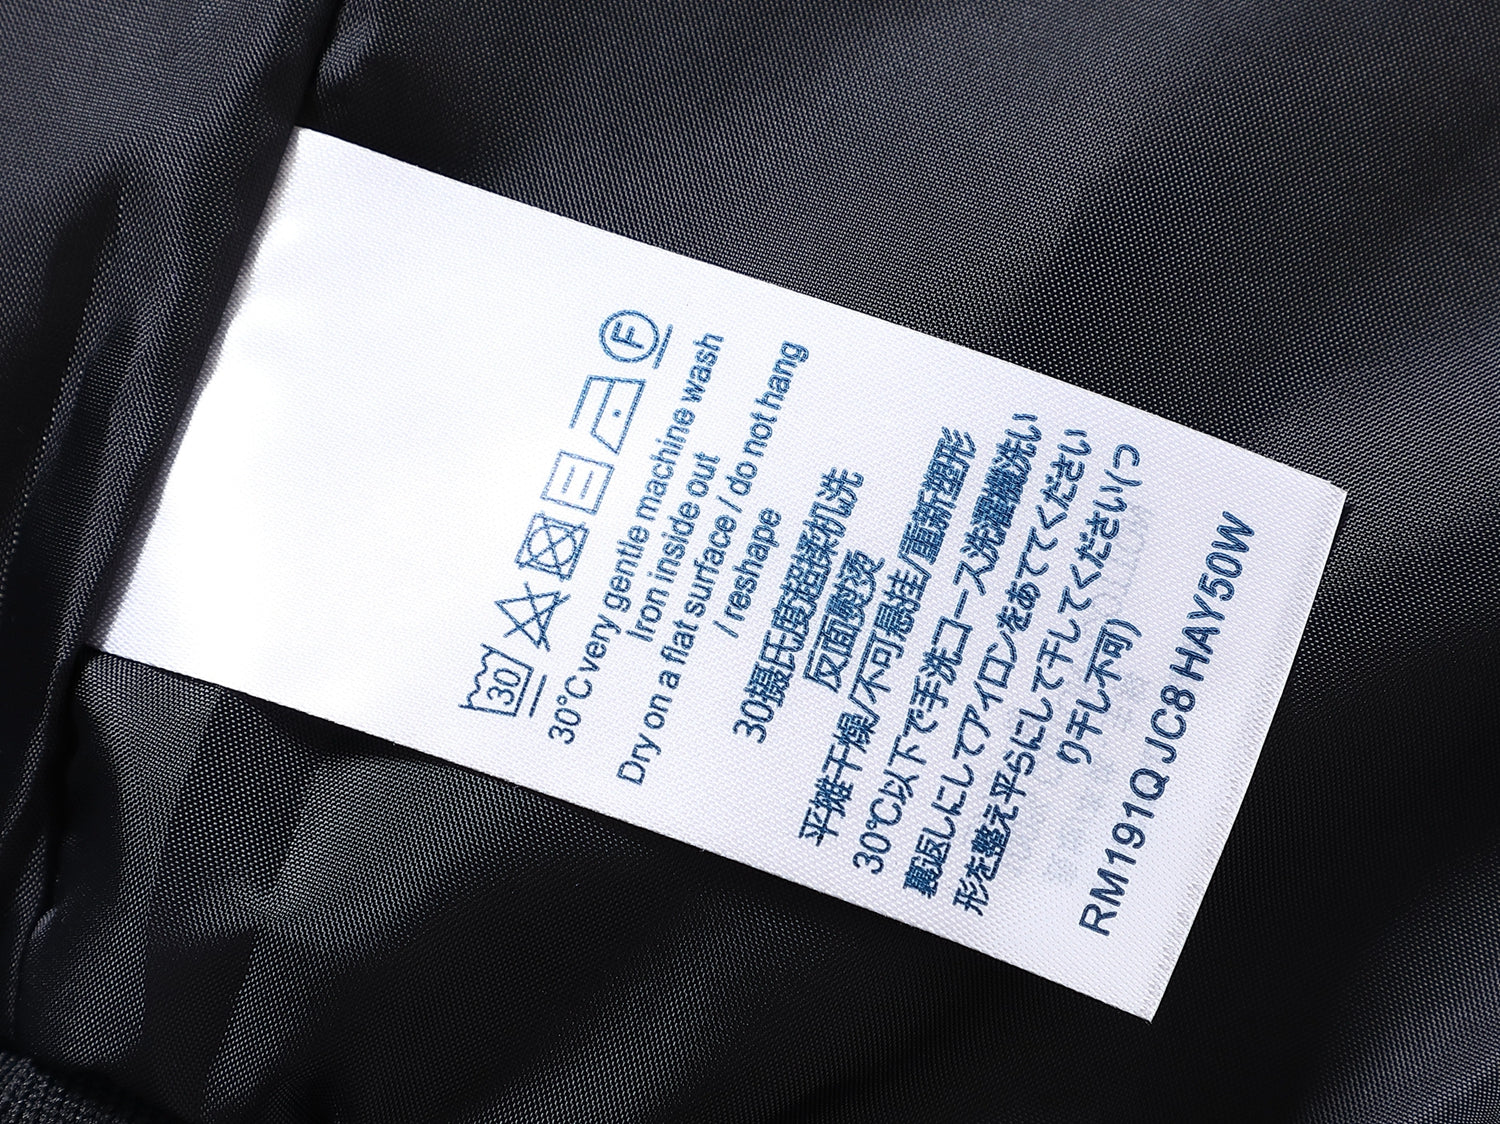 30
F
30°C very gentle machine wash
Iron inside out
Dry on a flat surface / do not hang
/ reshape
30摄氏度超柔机洗
反面熨烫
平摊干燥/不可悬挂/重新塑形
30℃以下で手洗コース洗濯機洗い
裏返しにしてアイロンをあててください
形を整え平らにして干してください(つ
り干し不可)
RM191Q JC8 HAY50W